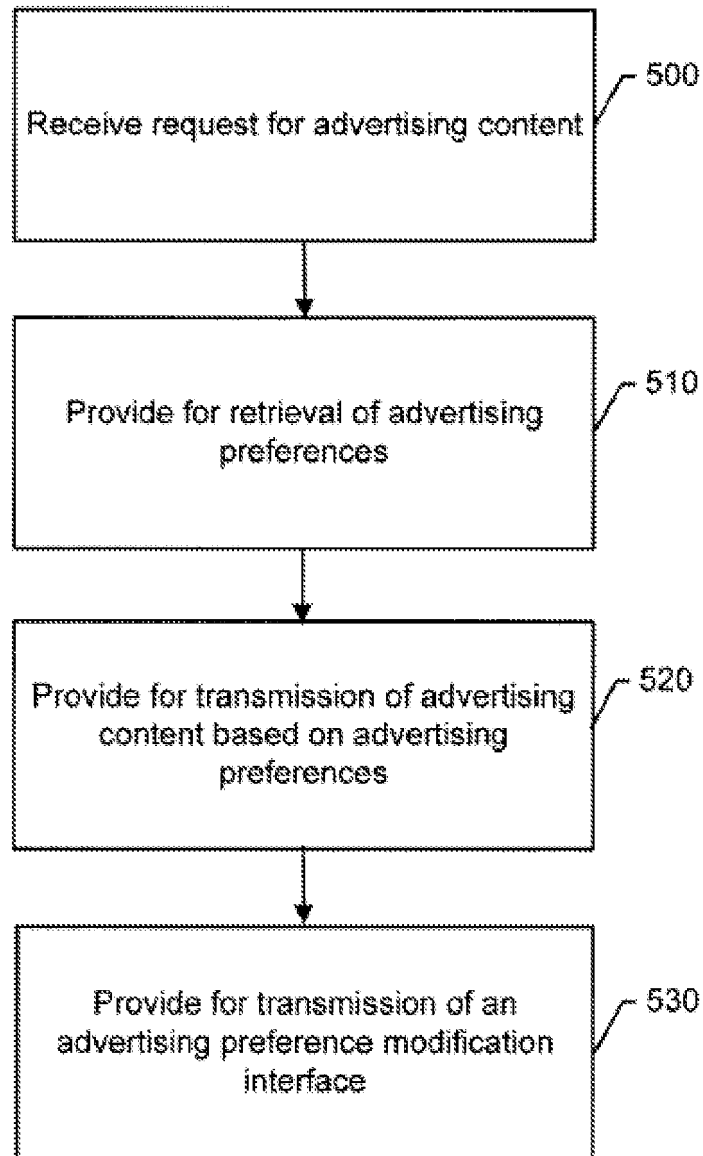 Receive request for advertising content
500
Provide for retrieval of advertising
preferences
510
Provide for transmission of advertising
content based on advertising
preferences
520
Provide for transmission of an
advertising preference modification
interface
530